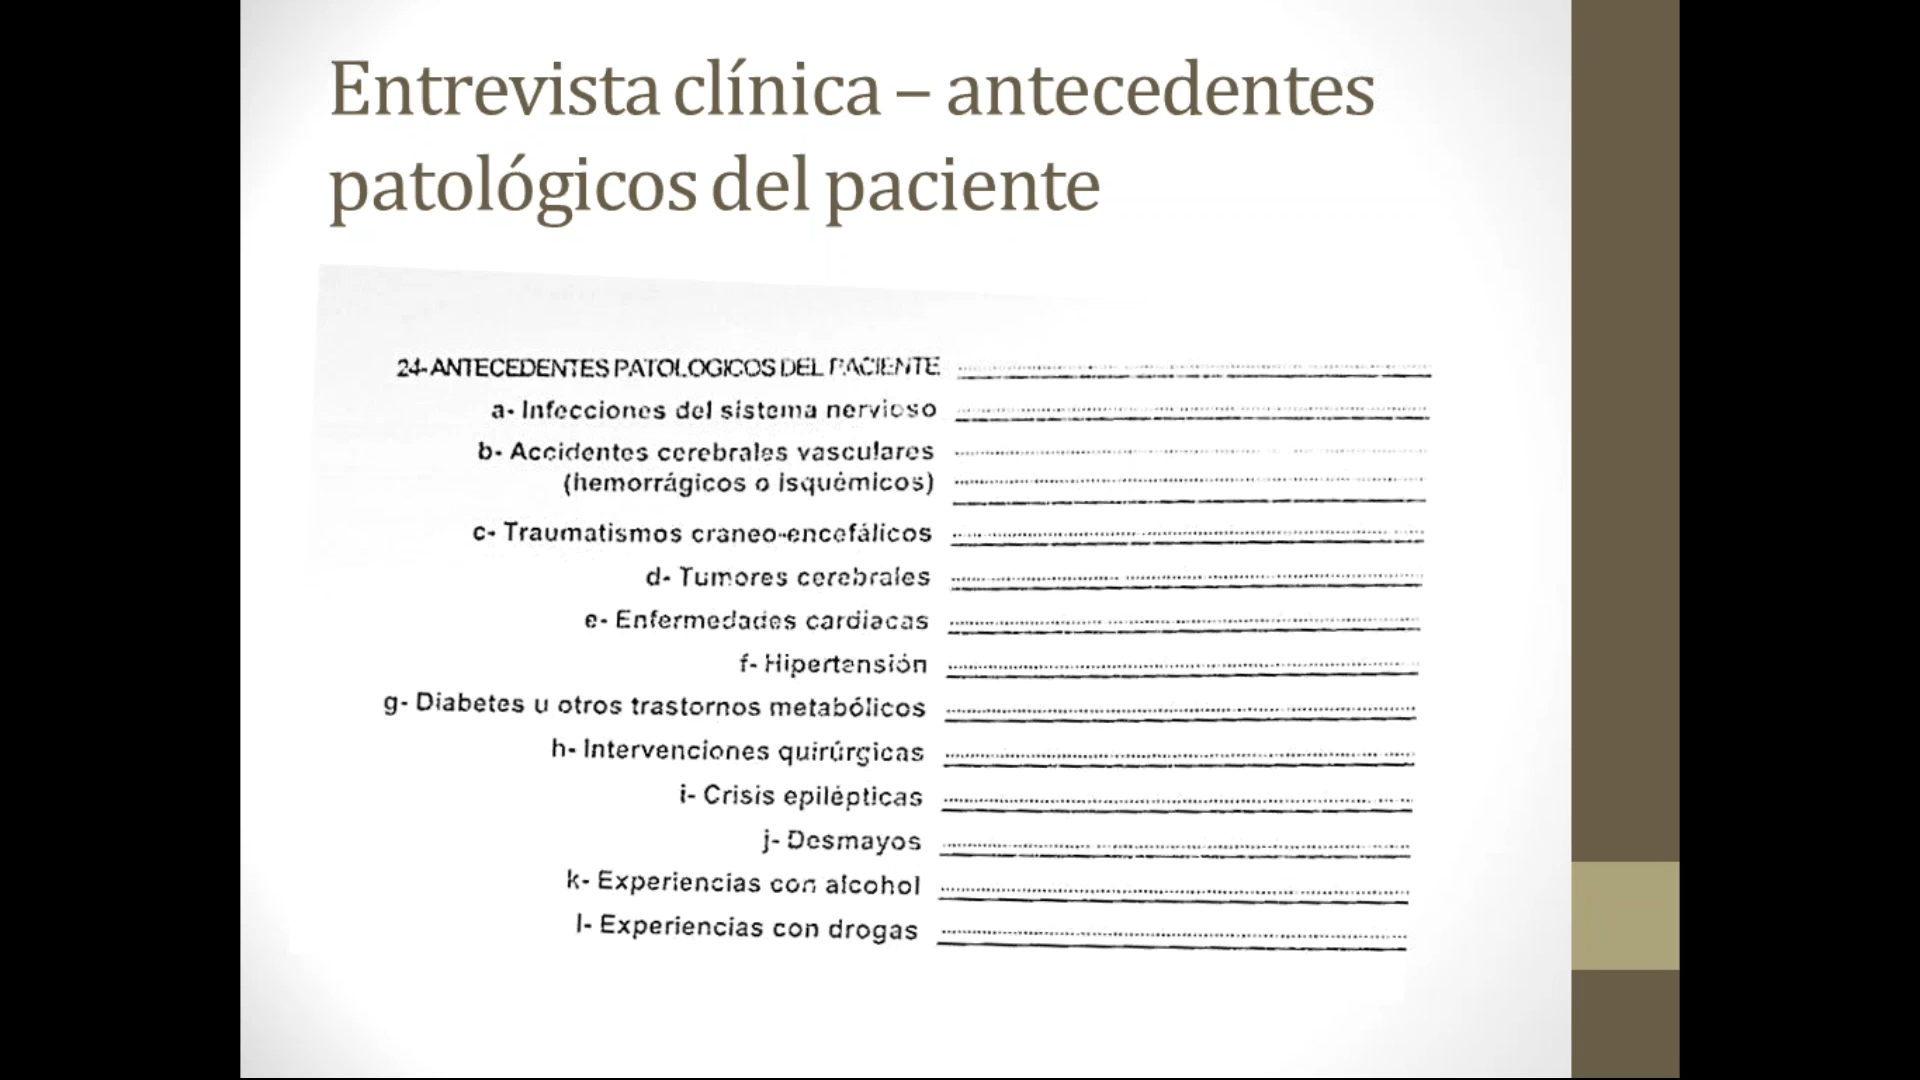 Entrevista clínica – antecedentes
patológicos del paciente
24- ANTECEDENTES PATOLOGICOS DEL PACIENTE
a- Infecciones del sistema nervioso
b- Accidentes cerebrales vasculares
(hemorrágicos o isquémicos)
c- Traumatismos craneo-encefálicos
d- Tumores cerebrales
e- Enfermedades cardiacas
f- Hipertensión
g- Diabetes u otros trastornos metabólicos
h- Intervenciones quirúrgicas
i- Crisis epilépticas
j- Desmayos
k- Experiencias con alcohol
l- Experiencias con drogas